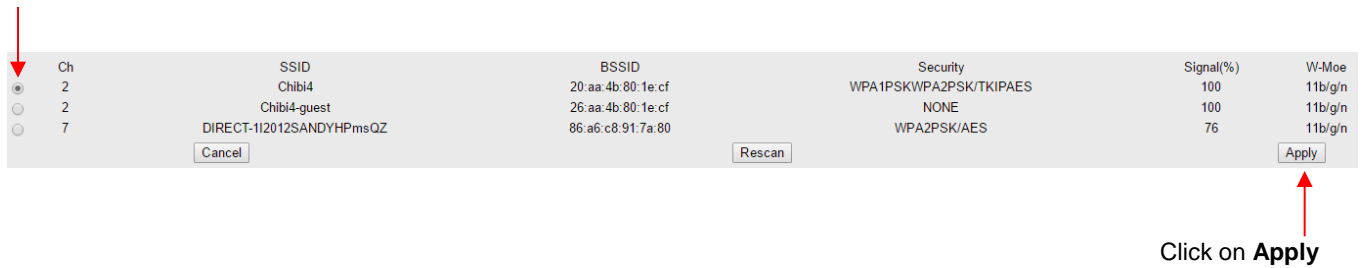 Ch SSID BSSID Security Signal(%) W-Moe
2 Chibi4 20:aa:4b:80:1e:cf WPA1PSKWPA2PSK/TKIPAES 100 11b/g/n
2 Chibi4-guest 26:aa:4b:80:1e:cf NONE 100 11b/g/n
7 DIRECT-1I2012SANDYHPmsQZ 86:a6:c8:91:7a:80 WPA2PSK/AES 76 11b/g/n
Cancel Rescan Apply
Click on Apply